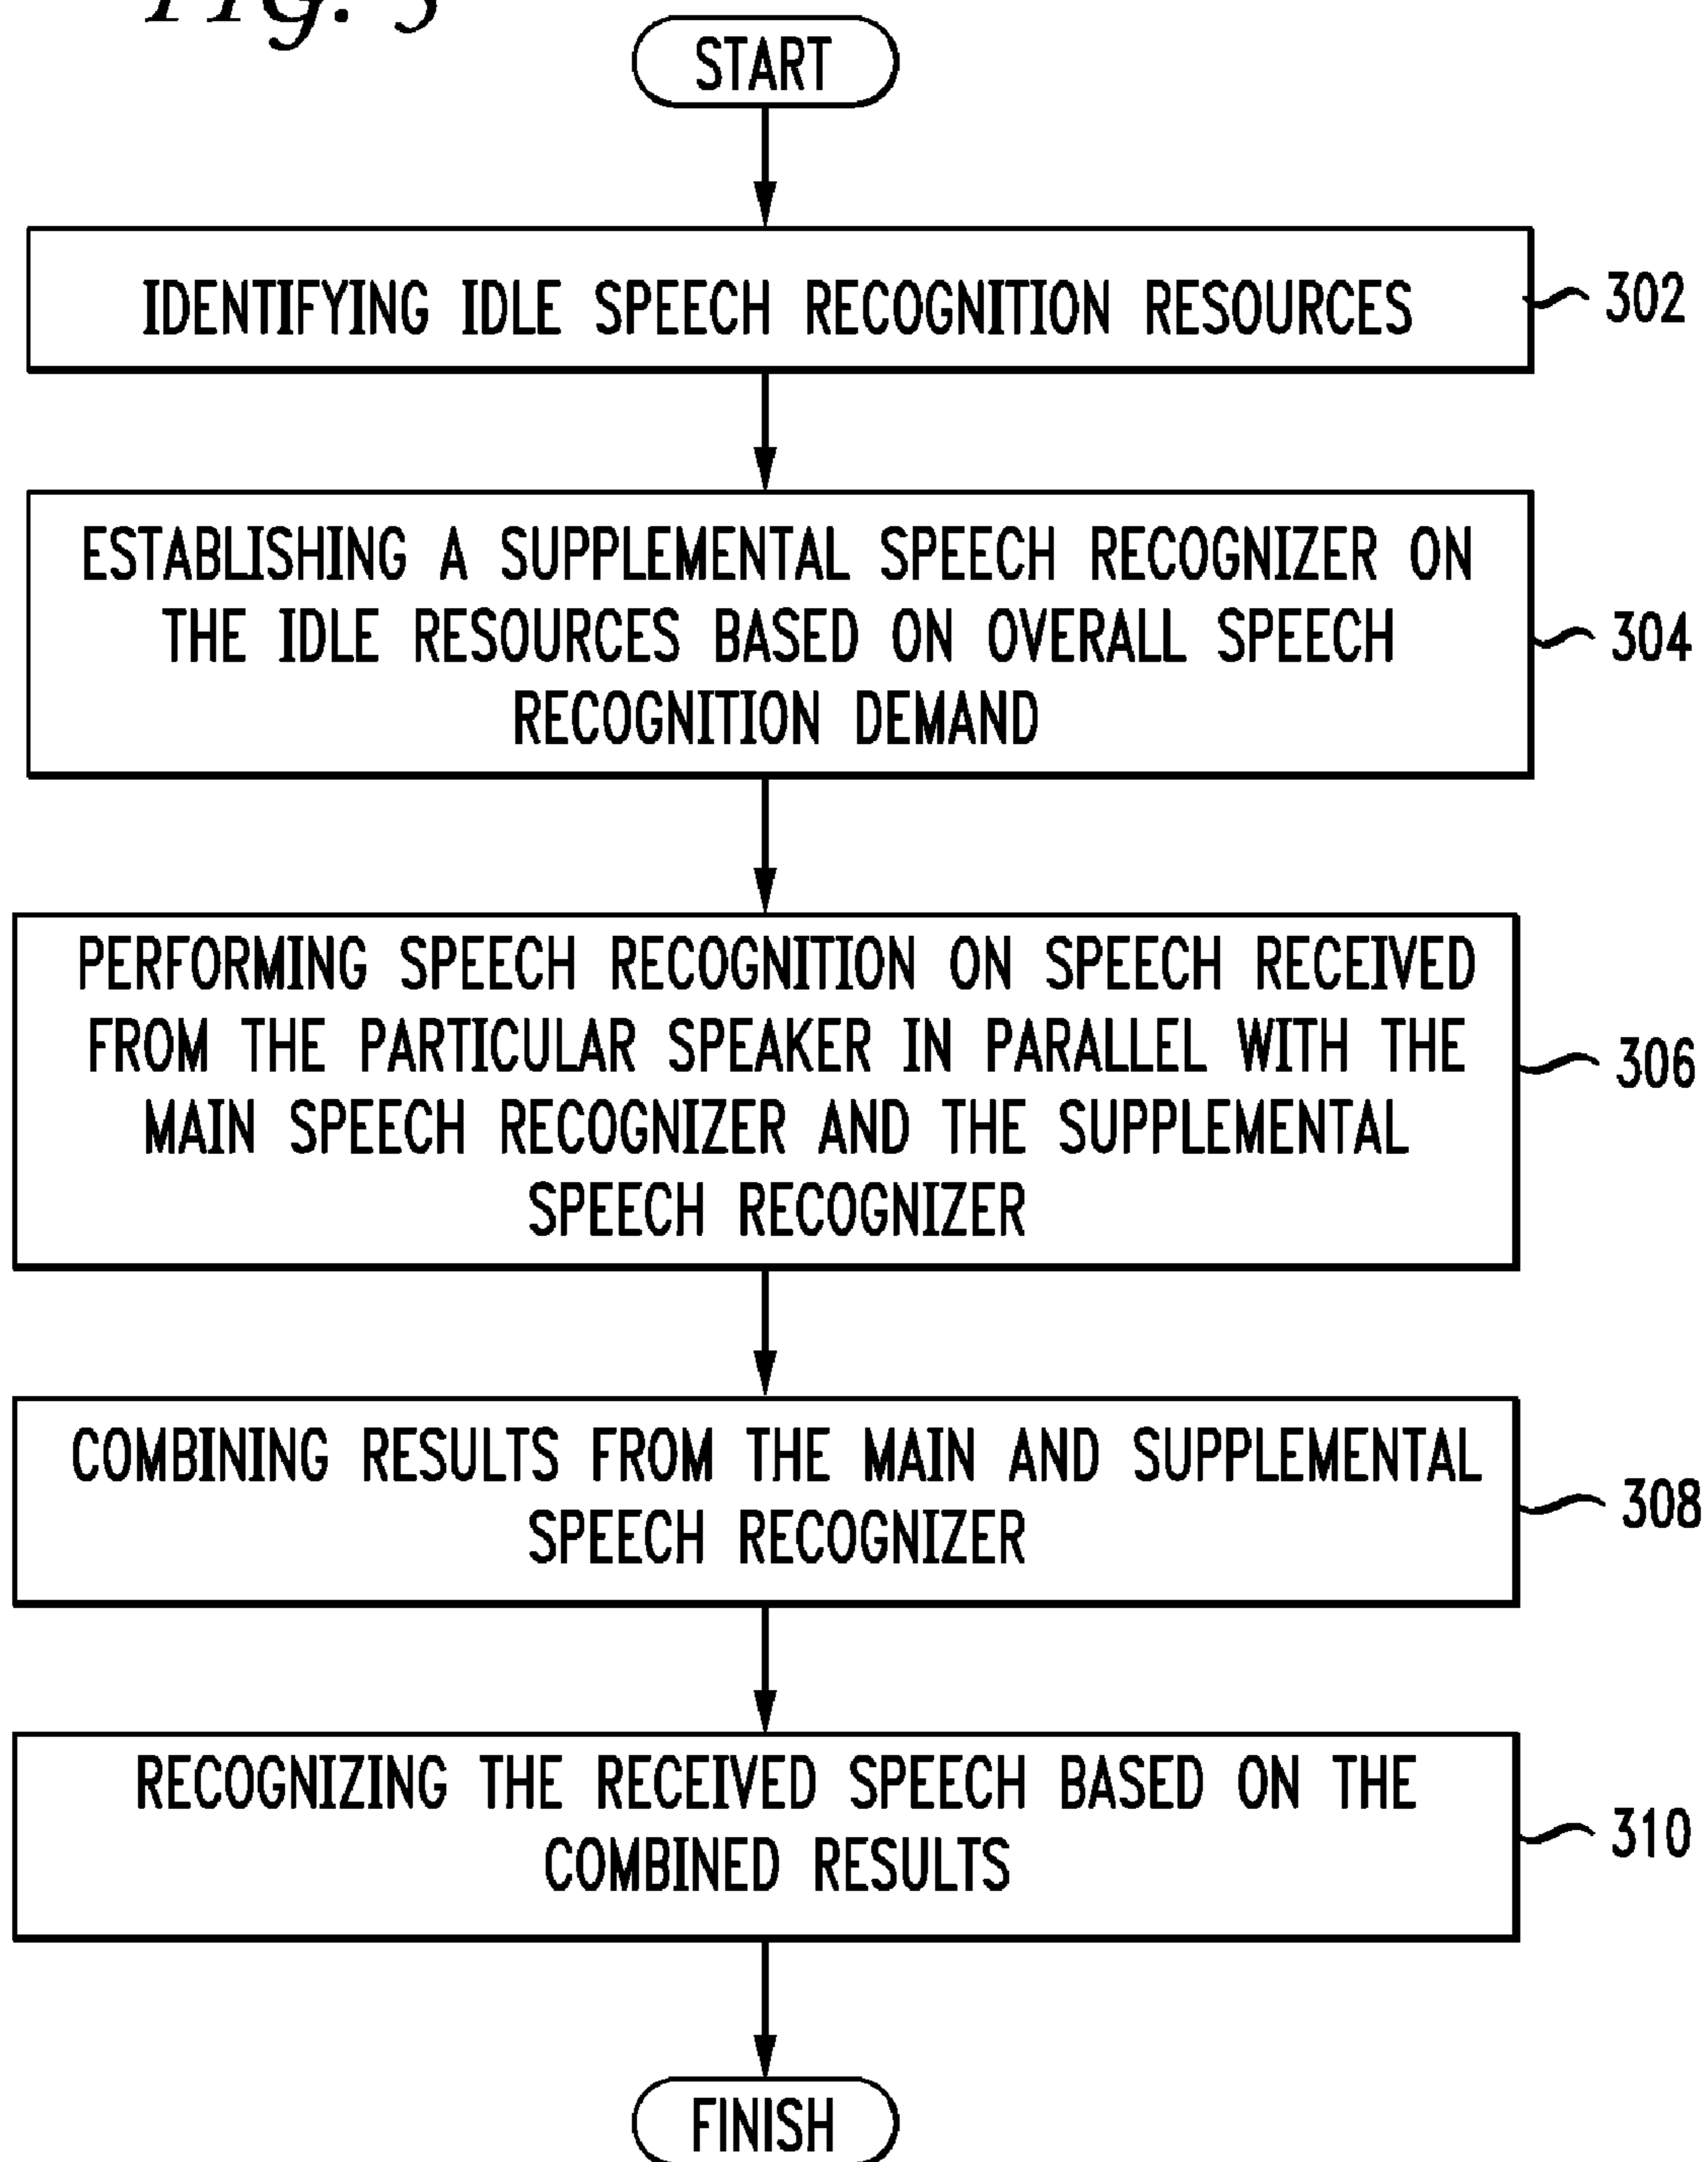 FIG. 3
START
IDENTIFYING IDLE SPEECH RECOGNITION RESOURCES
302
ESTABLISHING A SUPPLEMENTAL SPEECH RECOGNIZER ON
THE IDLE RESOURCES BASED ON OVERALL SPEECH
RECOGNITION DEMAND
304
PERFORMING SPEECH RECOGNITION ON SPEECH RECEIVED
FROM THE PARTICULAR SPEAKER IN PARALLEL WITH THE
MAIN SPEECH RECOGNIZER AND THE SUPPLEMENTAL
SPEECH RECOGNIZER
306
COMBINING RESULTS FROM THE MAIN AND SUPPLEMENTAL
SPEECH RECOGNIZER
308
RECOGNIZING THE RECEIVED SPEECH BASED ON THE
COMBINED RESULTS
310
FINISH